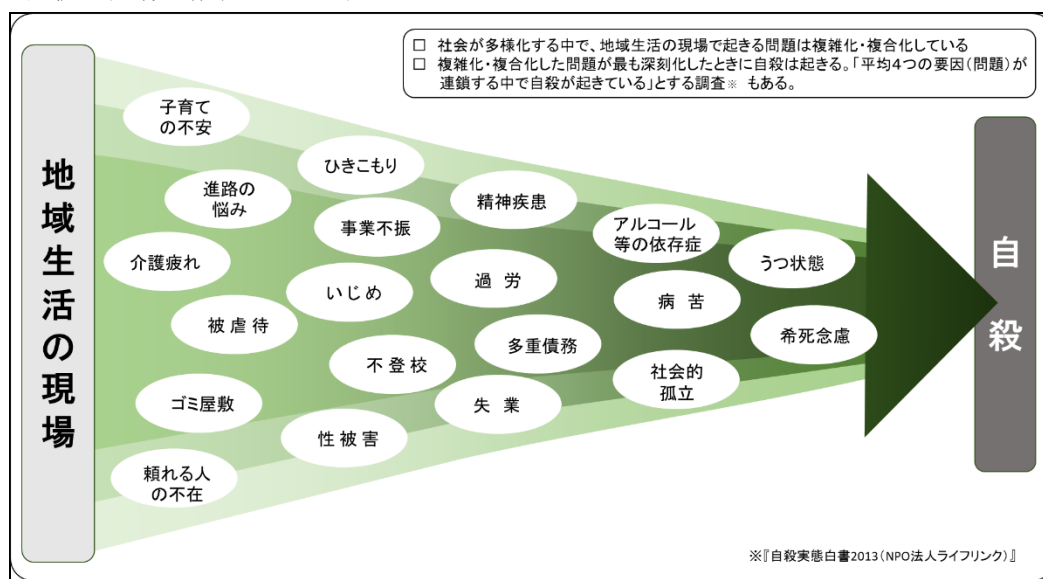 □ 社会が多様化する中で、地域生活の現場で起きる問題は複雑化・複合化している
□ 複雑化・複合化した問題が最も深刻化したときに自殺は起きる。「平均4つの要因(問題)が
連鎖する中で自殺が起きている」とする調査※ もある。
地域生活の現場
子育て
の不安
ひきこもり
進路の
悩み
精神疾患
事業不振
アルコール
等の依存症
介護疲れ
うつ状態
過 労
いじめ
病 苦
被 虐 待
希死念慮
多重債務
不 登 校
社会的
孤立
ゴミ屋敷
失 業
性 被 害
頼れる人
の不在
自殺
※『自殺実態白書2013(NPO法人ライフリンク)』